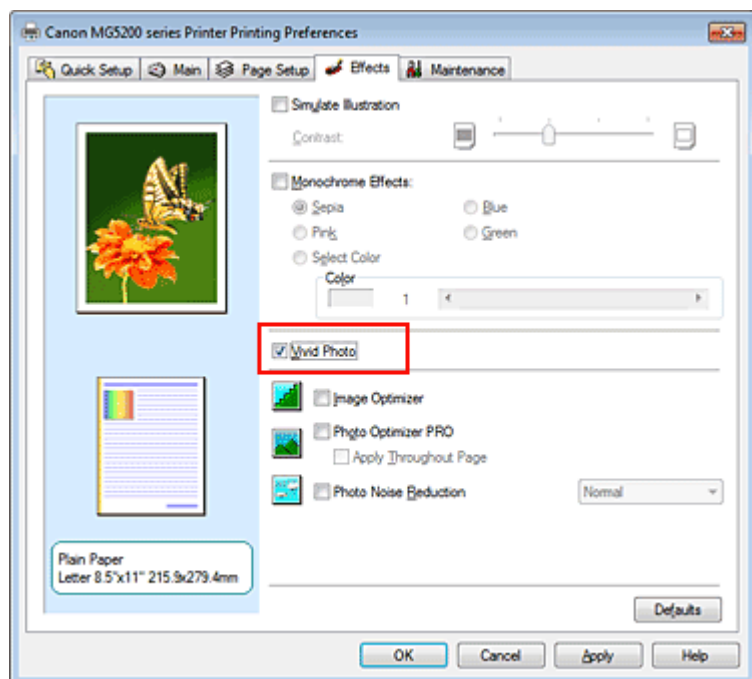 Canon MG5200 series Printer Printing Preferences
Quick Setup Main Page Setup Effects Maintenance
Simulate Illustration
Contrast:
Monochrome Effects:
Sepia Blue
Pink Green
Select Color
Color
1
Vivid Photo
Image Optimizer
Photo Optimizer PRO
Apply Throughout Page
Photo Noise Reduction Normal
Plain Paper
Letter 8.5"x11" 215.9x279.4mm
Defaults
OK Cancel Apply Help